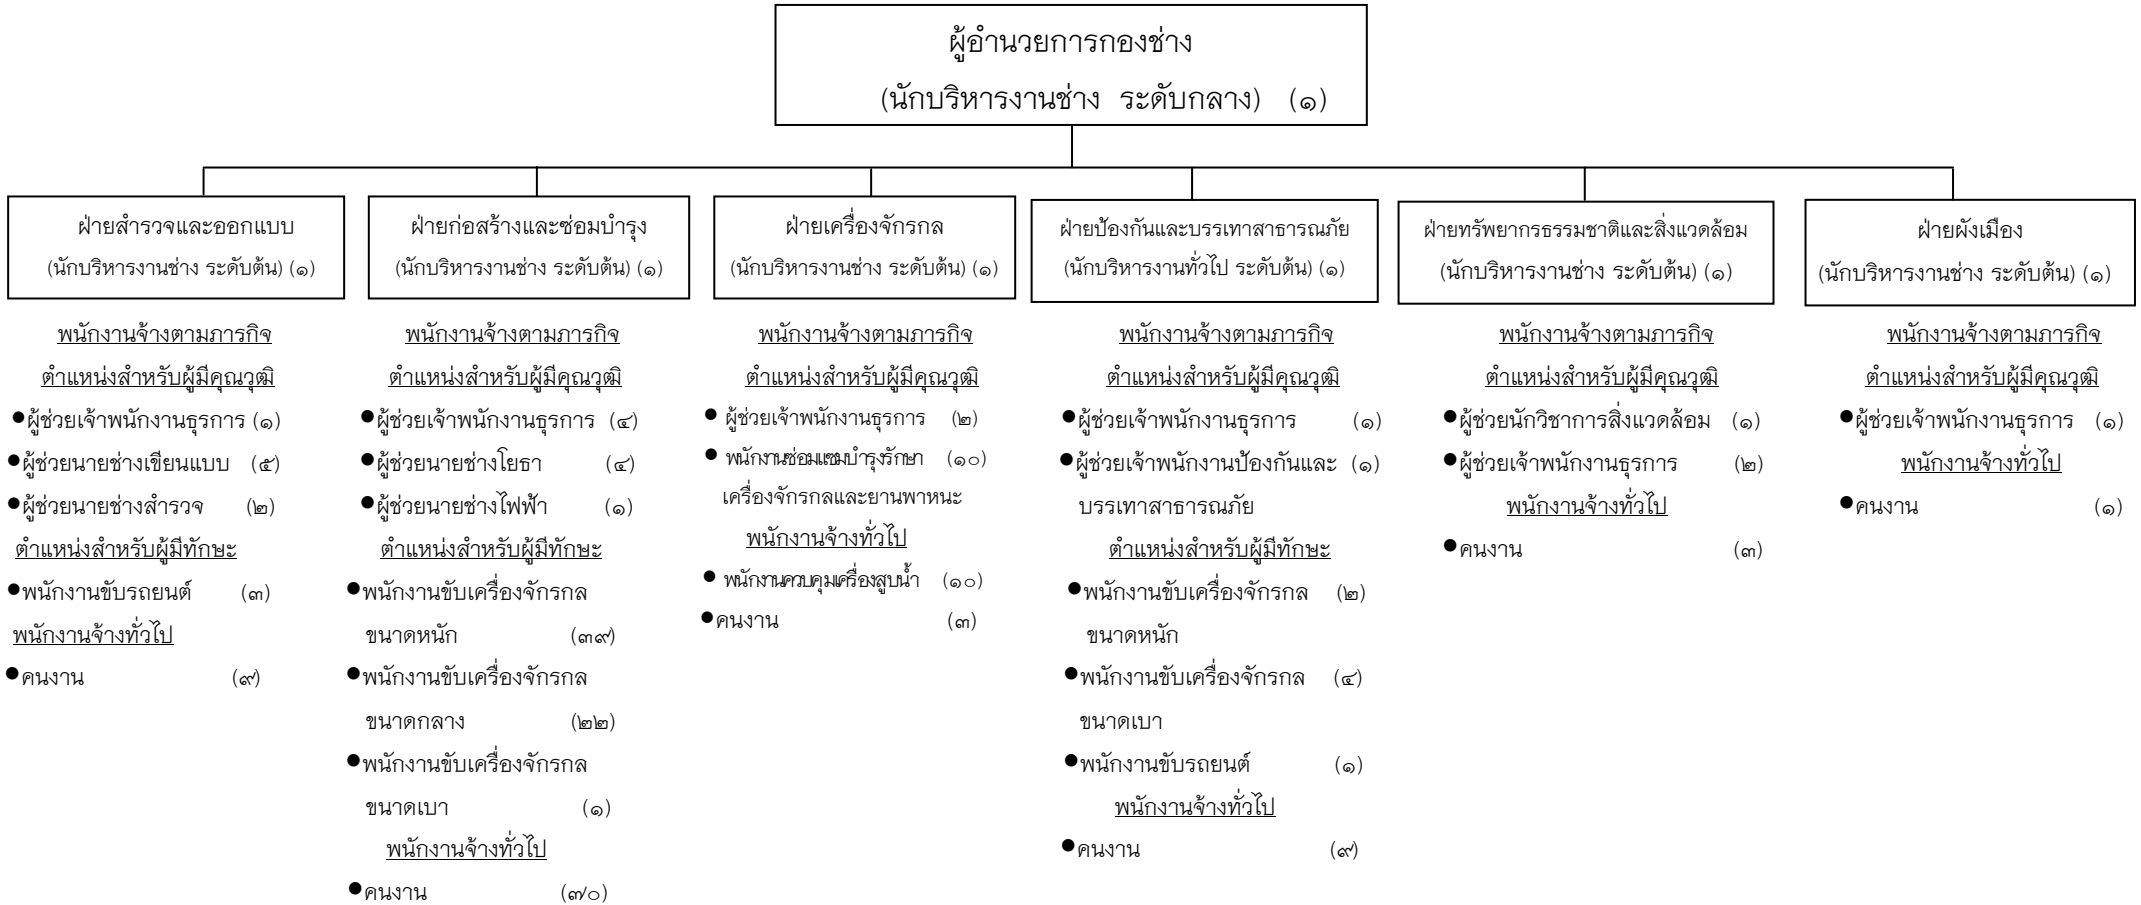 ผู้อำนวยการกองช่าง
(นักบริหารงานช่าง ระดับกลาง) (๑)
ฝ่ายสำรวจและออกแบบ
(นักบริหารงานช่าง ระดับต้น) (๑)
พนักงานจ้างตามภารกิจ
ตำแหน่งสำหรับผู้มีคุณวุฒิ
●ผู้ช่วยเจ้าพนักงานธุรการ (๑)
●ผู้ช่วยนายช่างเขียนแบบ (๕)
●ผู้ช่วยนายช่างสำรวจ (๒)
ตำแหน่งสำหรับผู้มีทักษะ
●พนักงานขับรถยนต์ (๓)
พนักงานจ้างทั่วไป
●คนงาน (๙)
ฝ่ายก่อสร้างและซ่อมบำรุง
(นักบริหารงานช่าง ระดับต้น) (๑)
พนักงานจ้างตามภารกิจ
ตำแหน่งสำหรับผู้มีคุณวุฒิ
●ผู้ช่วยเจ้าพนักงานธุรการ (๔)
●ผู้ช่วยนายช่างโยธา (๔)
●ผู้ช่วยนายช่างไฟฟ้า (๑)
ตำแหน่งสำหรับผู้มีทักษะ
●พนักงานขับเครื่องจักรกล
ขนาดหนัก (๓๙)
●พนักงานขับเครื่องจักรกล
ขนาดกลาง (๒๒)
●พนักงานขับเครื่องจักรกล
ขนาดเบา (๑)
พนักงานจ้างทั่วไป
●คนงาน (๗๐)
ฝ่ายเครื่องจักรกล
(นักบริหารงานช่าง ระดับต้น) (๑)
พนักงานจ้างตามภารกิจ
ตำแหน่งสำหรับผู้มีคุณวุฒิ
● ผู้ช่วยเจ้าพนักงานธุรการ (๒)
● พนักงานซ่อมแซมบำรุงรักษา (๑๐)
เครื่องจักรกลและยานพาหนะ
พนักงานจ้างทั่วไป
● พนักงานควบคุมเครื่องสูบน้ำ (๑๐)
●คนงาน (๓)
ฝ่ายป้องกันและบรรเทาสาธารณภัย
(นักบริหารงานทั่วไป ระดับต้น) (๑)
พนักงานจ้างตามภารกิจ
ตำแหน่งสำหรับผู้มีคุณวุฒิ
●ผู้ช่วยเจ้าพนักงานธุรการ (๑)
●ผู้ช่วยเจ้าพนักงานป้องกันและ (๑)
บรรเทาสาธารณภัย
ตำแหน่งสำหรับผู้มีทักษะ
●พนักงานขับเครื่องจักรกล (๒)
ขนาดหนัก
●พนักงานขับเครื่องจักรกล (๔)
ขนาดเบา
●พนักงานขับรถยนต์ (๑)
พนักงานจ้างทั่วไป
●คนงาน (๙)
ฝ่ายทรัพยากรธรรมชาติและสิ่งแวดล้อม
(นักบริหารงานช่าง ระดับต้น) (๑)
พนักงานจ้างตามภารกิจ
ตำแหน่งสำหรับผู้มีคุณวุฒิ
●ผู้ช่วยนักวิชาการสิ่งแวดล้อม (๑)
●ผู้ช่วยเจ้าพนักงานธุรการ (๒)
พนักงานจ้างทั่วไป
●คนงาน (๓)
ฝ่ายผังเมือง
(นักบริหารงานช่าง ระดับต้น) (๑)
พนักงานจ้างตามภารกิจ
ตำแหน่งสำหรับผู้มีคุณวุฒิ
●ผู้ช่วยเจ้าพนักงานธุรการ (๑)
พนักงานจ้างทั่วไป
●คนงาน (๑)